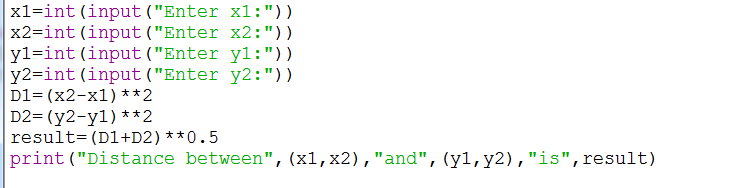 x1=int(input("Enter x1:"))
x2=int(input("Enter x2:"))
y1=int(input("Enter y1:"))
y2=int(input("Enter y2:"))
D1=(x2-x1)**2
D2=(y2-y1)**2
result=(D1+D2)**0.5
print("Distance between",(x1,x2),"and",(y1,y2),"is",result)